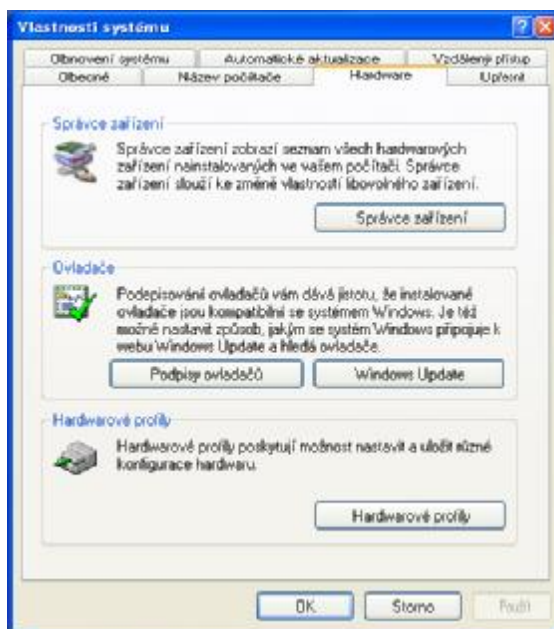 Vlastnosti systému
Obnovení systému Automatické aktualizace Vzdálený přístup
Obecné Název počítače Hardware Upřesnit
Správce zařízení
Správce zařízení zobrazí seznam všech hardwarových
zařízení nainstalovaných ve vašem počítači. Správce
zařízení slouží ke změně vlastností libovolného zařízení.
Správce zařízení
Ovladače
Podepisování ovladačů vám dává jistotu, že instalované
ovladače jsou kompatibilní se systémem Windows. Je též
možné nastavit způsob, jakým se systém Windows připojuje k
webu Windows Update a hledá ovladače.
Podpisy ovladačů Windows Update
Hardwarové profily
Hardwarové profily poskytují možnost nastavit a uložit různé
konfigurace hardwaru.
Hardwarové profily
OK Storno Použít